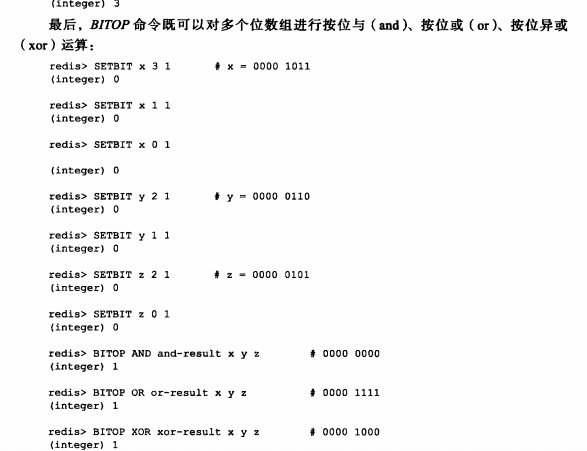 (integer) 3
最后，BITOP 命令既可以对多个位数组进行按位与（and）、按位或（or）、按位异或
（xor）运算：
redis> SETBIT x 3 1 # x = 0000 1011
(integer) 0
redis> SETBIT x 1 1
(integer) 0
redis> SETBIT x 0 1
(integer) 0
redis> SETBIT y 2 1 # y = 0000 0110
(integer) 0
redis> SETBIT y 1 1
(integer) 0
redis> SETBIT z 2 1 # z = 0000 0101
(integer) 0
redis> SETBIT z 0 1
(integer) 0
redis> BITOP AND and-result x y z # 0000 0000
(integer) 1
redis> BITOP OR or-result x y z # 0000 1111
(integer) 1
redis> BITOP XOR xor-result x y z # 0000 1000
(integer) 1